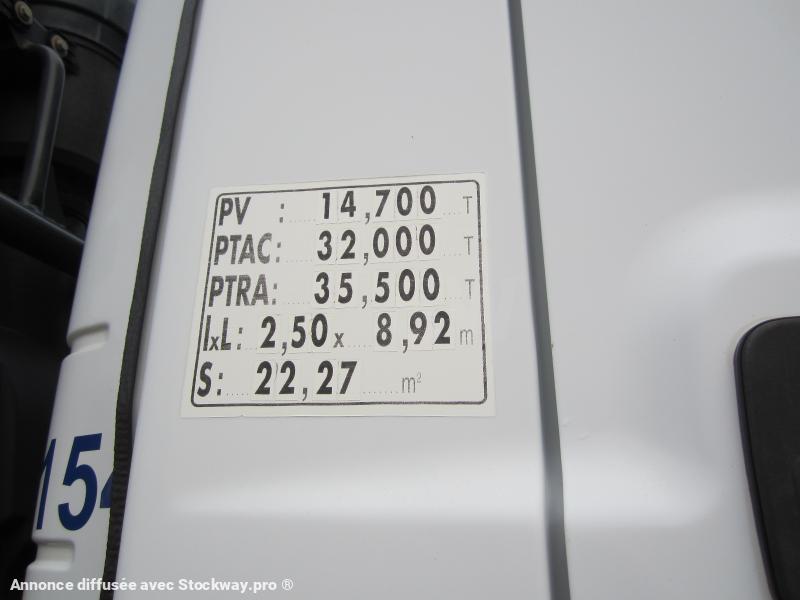 PV : 14,700 T
PTAC: 32,000 T
PTRA: 35,500 T
lxL: 2,50 x 8,92 m
S: 22,27 m²
154
Annonce diffusée avec Stockway.pro ®